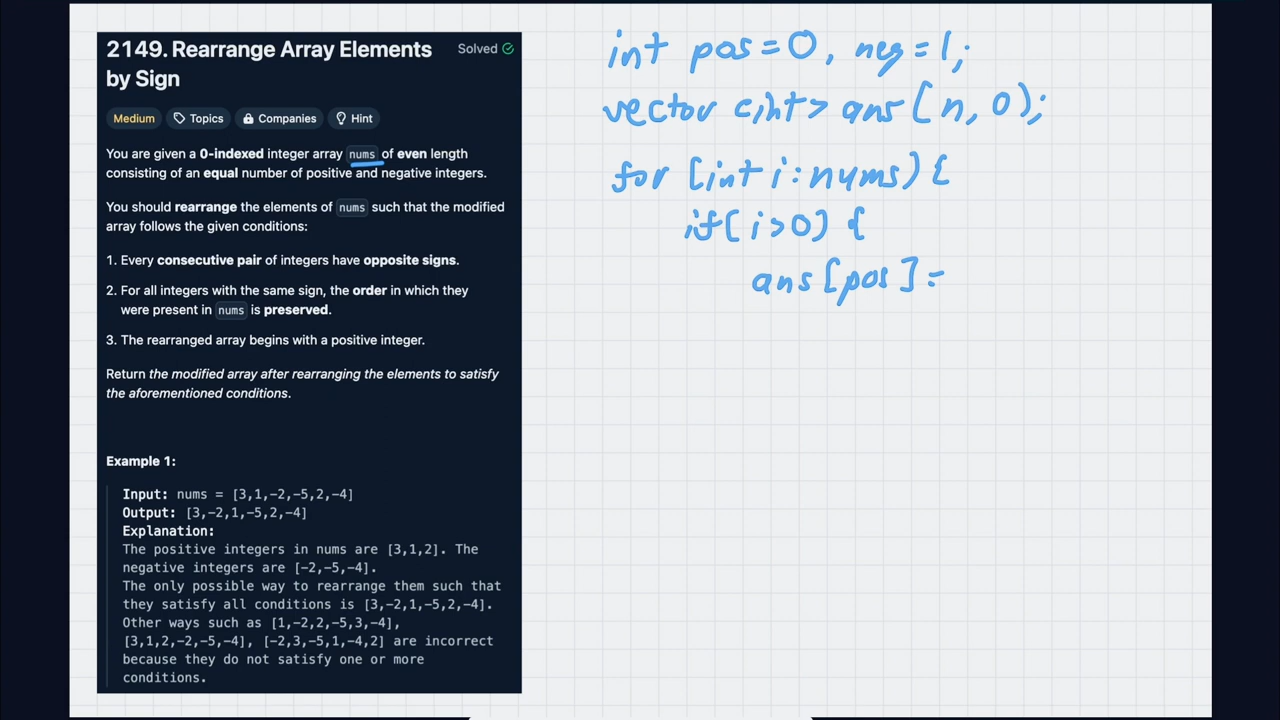 2149. Rearrange Array Elements
by Sign
Solved
Medium
Topics
Companies
Hint
You are given a 0-indexed integer array nums of even length
consisting of an equal number of positive and negative integers.
You should rearrange the elements of nums such that the modified
array follows the given conditions:
1. Every consecutive pair of integers have opposite signs.
2. For all integers with the same sign, the order in which they
were present in nums is preserved.
3. The rearranged array begins with a positive integer.
Return the modified array after rearranging the elements to satisfy
the aforementioned conditions.
Example 1:
Input: nums = [3,1,-2,-5,2,-4]
Output: [3,-2,1,-5,2,-4]
Explanation:
The positive integers in nums are [3,1,2]. The
negative integers are [-2,-5,-4].
The only possible way to rearrange them such that
they satisfy all conditions is [3,-2,1,-5,2,-4].
Other ways such as [1,-2,2,-5,3,-4],
[3,1,2,-2,-5,-4], [-2,3,-5,1,-4,2] are incorrect
because they do not satisfy one or more
conditions.
int pos=0, neg=1;
vector <int> ans(n, 0);
for (int i:nums) {
if(i>0) {
ans[pos]=